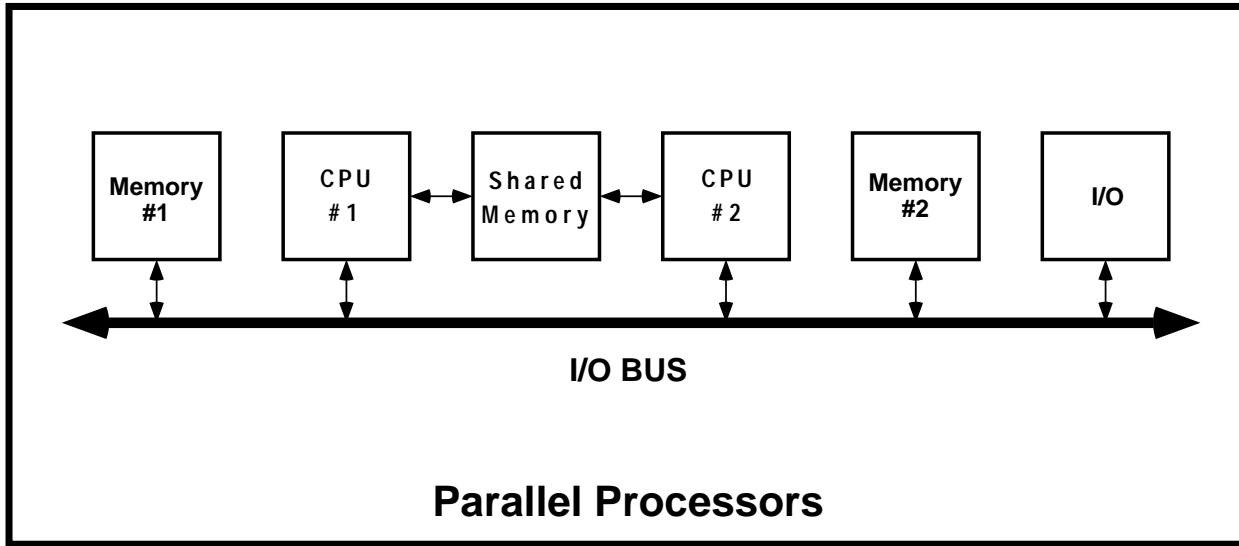 Memory
#1
CPU
#1
Shared
Memory
CPU
#2
Memory
#2
I/O
I/O BUS
Parallel Processors